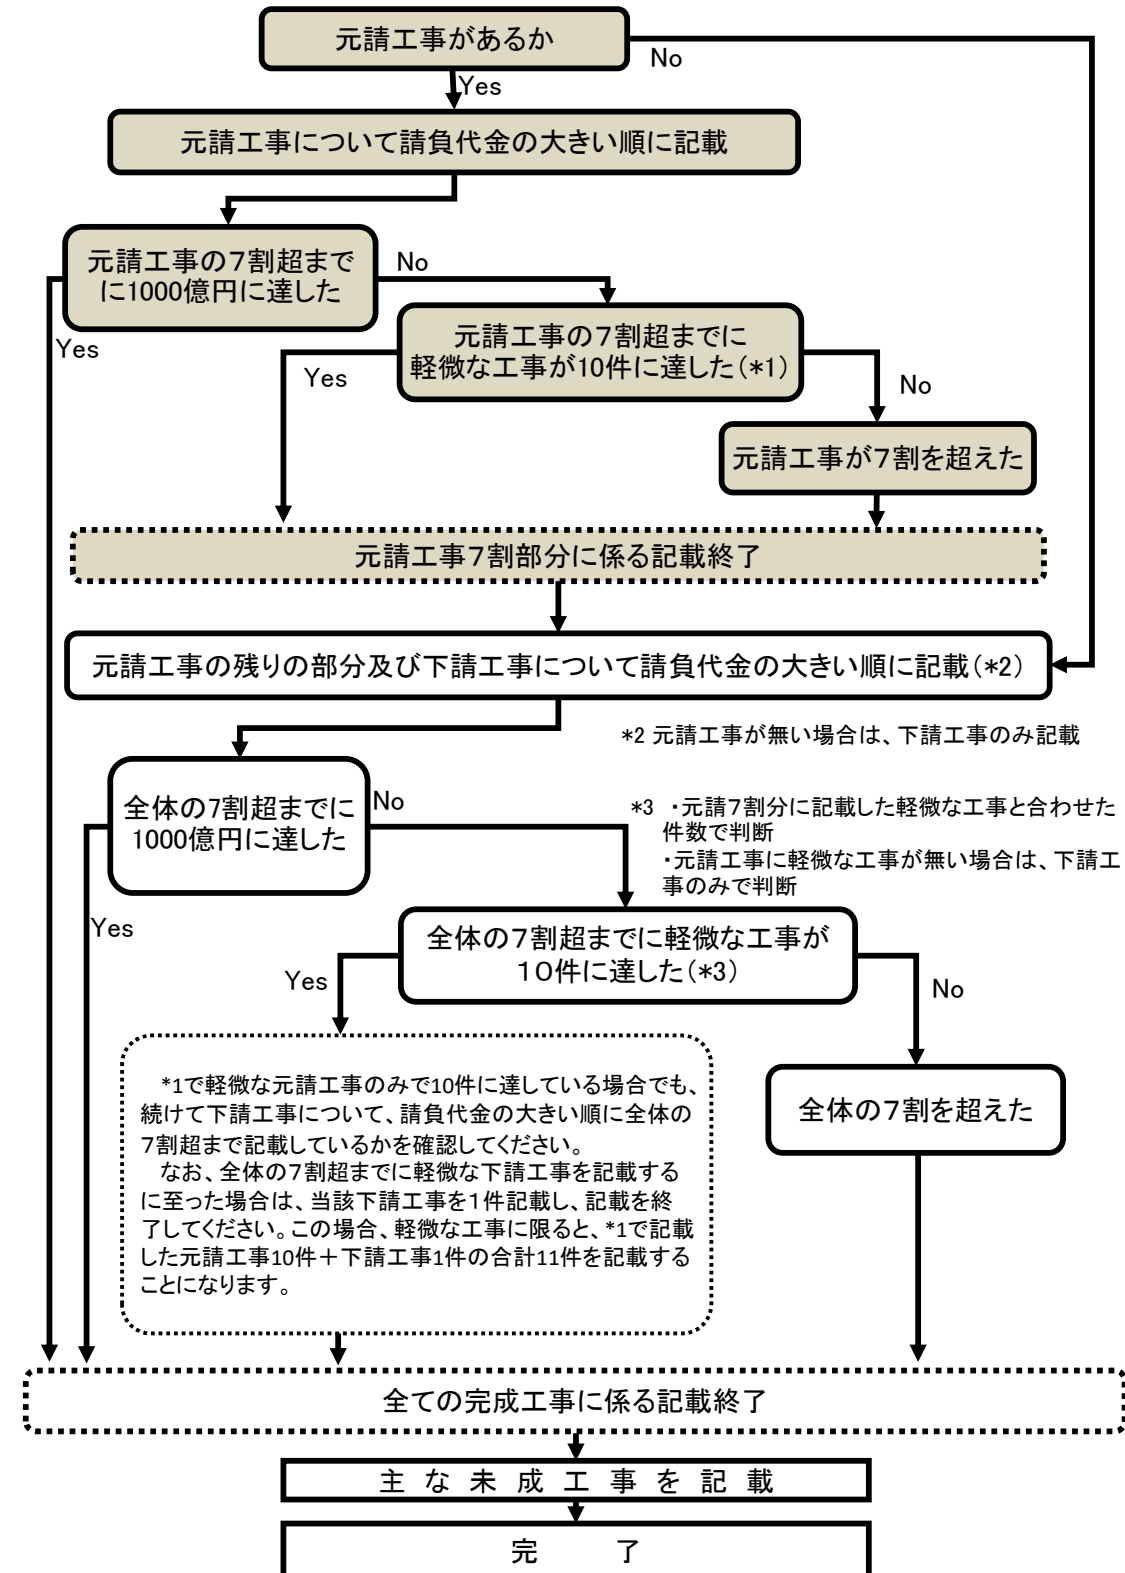 元請工事があるか
No
Yes
元請工事について請負代金の大きい順に記載
元請工事の７割超まで
に1000億円に達した
No
Yes
元請工事の７割超までに
軽微な工事が10件に達した(*1)
Yes
No
元請工事が７割を超えた
元請工事７割部分に係る記載終了
元請工事の残りの部分及び下請工事について請負代金の大きい順に記載(*2)
*2 元請工事が無い場合は、下請工事のみ記載
全体の7割超までに
1000億円に達した
No
Yes
*3 ・元請７割分に記載した軽微な工事と合わせた
件数で判断
・元請工事に軽微な工事が無い場合は、下請工
事のみで判断
全体の７割超までに軽微な工事が
１０件に達した(*3)
Yes
No
*1で軽微な元請工事のみで10件に達している場合でも、
続けて下請工事について、請負代金の大きい順に全体の
７割超まで記載しているかを確認してください。
なお、全体の７割超までに軽微な下請工事を記載する
に至った場合は、当該下請工事を１件記載し、記載を終
了してください。この場合、軽微な工事に限ると、*1で記載
した元請工事10件＋下請工事1件の合計11件を記載する
ことになります。
全体の７割を超えた
全ての完成工事に係る記載終了
主な未成工事を記載
完　了